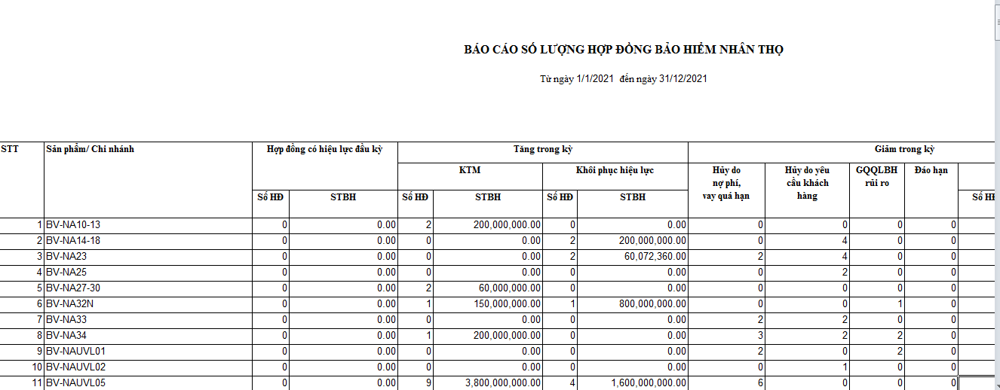 BÁO CÁO SỐ LƯỢNG HỢP ĐỒNG BẢO HIỂM NHÂN THỌ
Từ ngày 1/1/2021 đến ngày 31/12/2021
STT Sản phẩm/ Chi nhánh Hợp đồng có hiệu lực đầu kỳ Tăng trong kỳ Giảm trong kỳ
KTM Khôi phục hiệu lực Hủy do nợ phí, vay quá hạn Hủy do yêu cầu khách hàng GQQLBH rủi ro Đáo hạn
Số HĐ STBH Số HĐ STBH Số HĐ STBH Số HĐ
1 BV-NA10-13 0 0.00 2 200,000,000.00 0 0.00 0 0 0 0
2 BV-NA14-18 0 0.00 0 0.00 2 200,000,000.00 0 4 0 0
3 BV-NA23 0 0.00 0 0.00 2 60,072,360.00 2 4 0 0
4 BV-NA25 0 0.00 0 0.00 0 0.00 0 2 0 0
5 BV-NA27-30 0 0.00 2 60,000,000.00 0 0.00 0 0 0 0
6 BV-NA32N 0 0.00 1 150,000,000.00 1 800,000,000.00 0 0 1 0
7 BV-NA33 0 0.00 0 0.00 0 0.00 2 2 0 0
8 BV-NA34 0 0.00 1 200,000,000.00 0 0.00 3 2 2 0
9 BV-NAUVL01 0 0.00 0 0.00 0 0.00 2 0 2 0
10 BV-NAUVL02 0 0.00 0 0.00 0 0.00 0 1 0 0
11 BV-NAUVL05 0 0.00 9 3,800,000,000.00 4 1,600,000,000.00 6 0 0 0